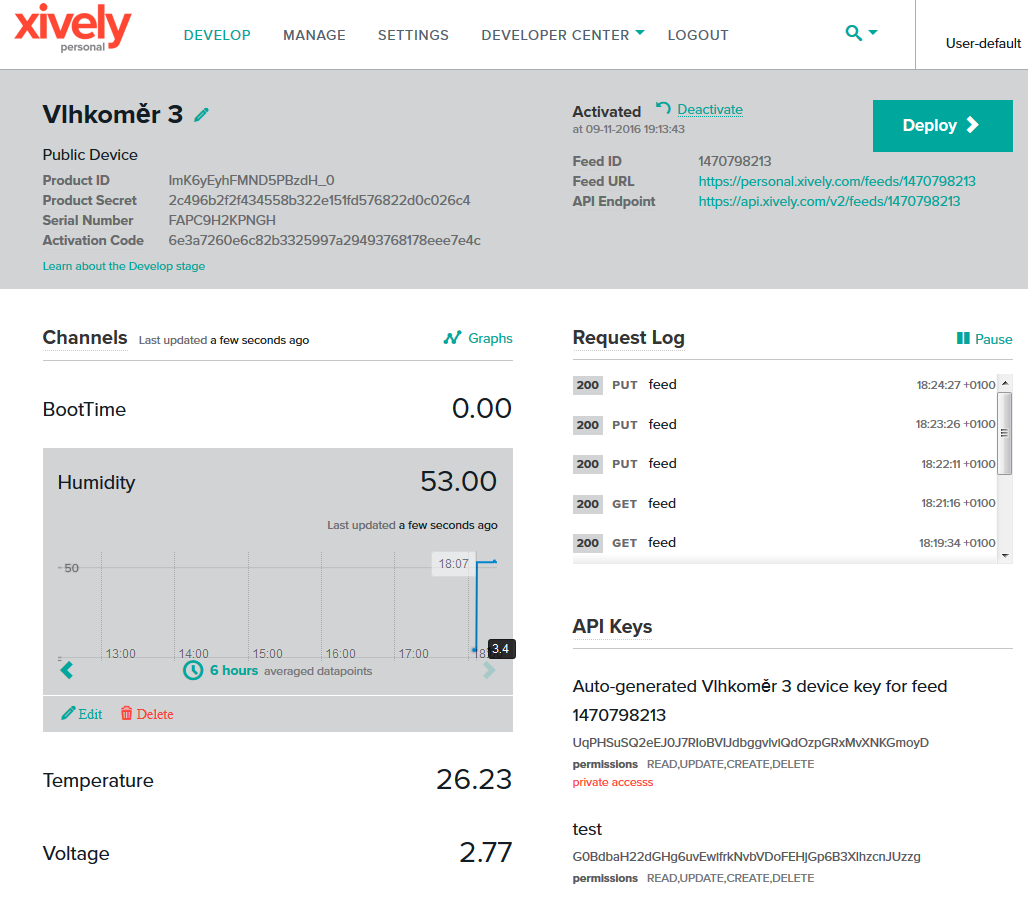 xively
personal
DEVELOP MANAGE SETTINGS DEVELOPER CENTER LOGOUT
User-default
Vlhkoměr 3
Public Device
Product ID ImK6yEyhFMND5PBzdH_0
Product Secret 2c496b2f2f434558b322e151fd576822d0c026c4
Serial Number FAPC9H2KPNGH
Activation Code 6e3a7260e6c82b3325997a29493768178eee7e4c
Learn about the Develop stage
Activated Deactivate
at 09-11-2016 19:13:43
Deploy
Feed ID 1470798213
Feed URL https://personal.xively.com/feeds/1470798213
API Endpoint https://api.xively.com/v2/feeds/1470798213
Channels Last updated a few seconds ago Graphs
BootTime 0.00
Humidity 53.00
Last updated a few seconds ago
18:07
50
3.4
13:00 14:00 15:00 16:00 17:00
6 hours averaged datapoints
Edit Delete
Temperature 26.23
Voltage 2.77
Request Log Pause
200 PUT feed 18:24:27 +0100
200 PUT feed 18:23:26 +0100
200 PUT feed 18:22:11 +0100
200 GET feed 18:21:16 +0100
200 GET feed 18:19:34 +0100
API Keys
Auto-generated Vlhkoměr 3 device key for feed
1470798213
permissions READ,UPDATE,CREATE,DELETE
private accesss
test
permissions READ,UPDATE,CREATE,DELETE